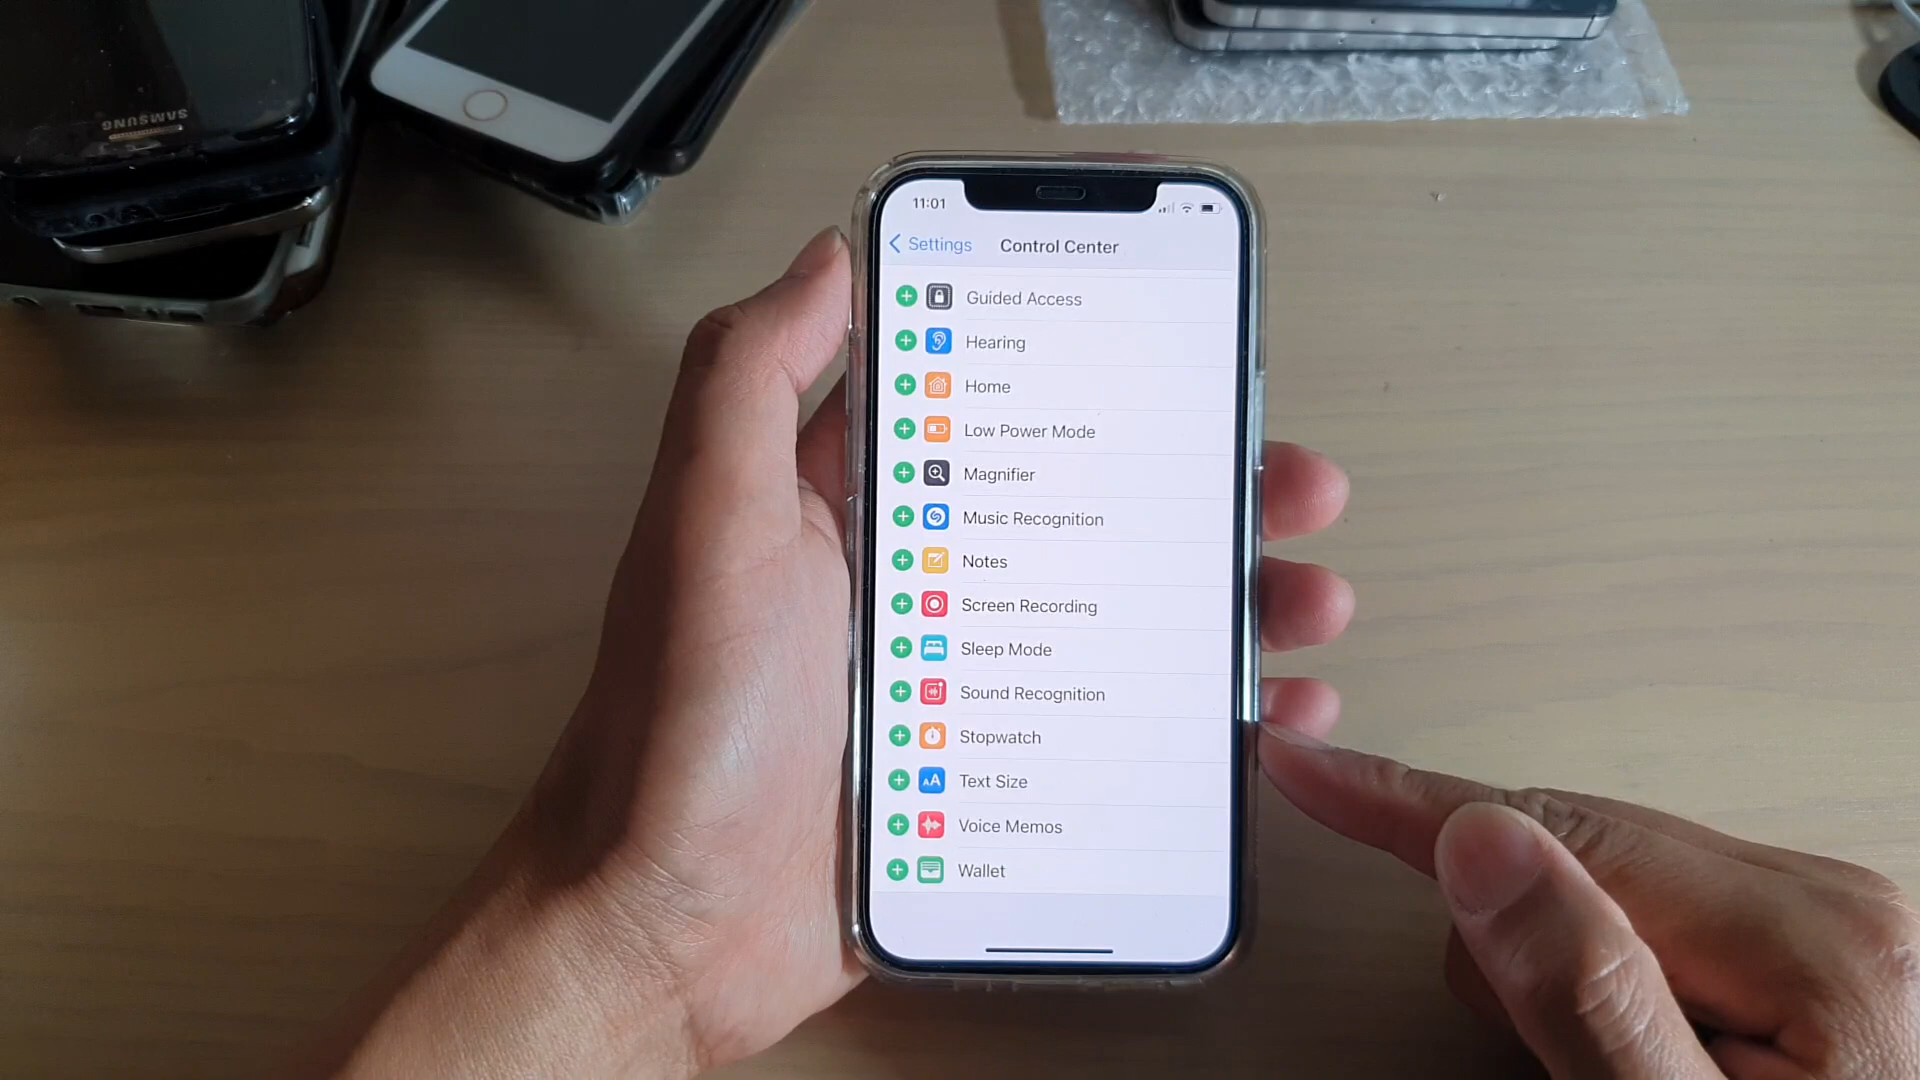 SAMSUNG
11:01
Settings
Control Center
Guided Access
Hearing
Home
Low Power Mode
Magnifier
Music Recognition
Notes
Screen Recording
Sleep Mode
Sound Recognition
Stopwatch
AA Text Size
Voice Memos
Wallet